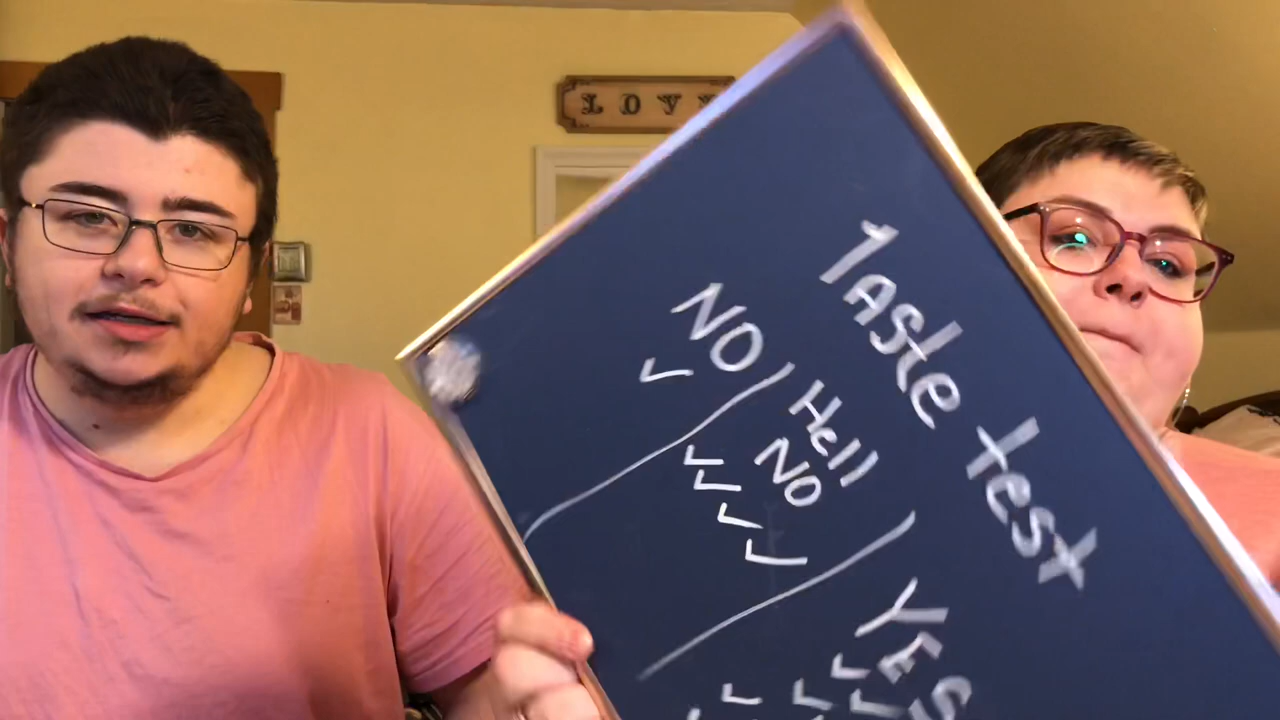 LOVE
Taste test
NO
Hell
NO
YES